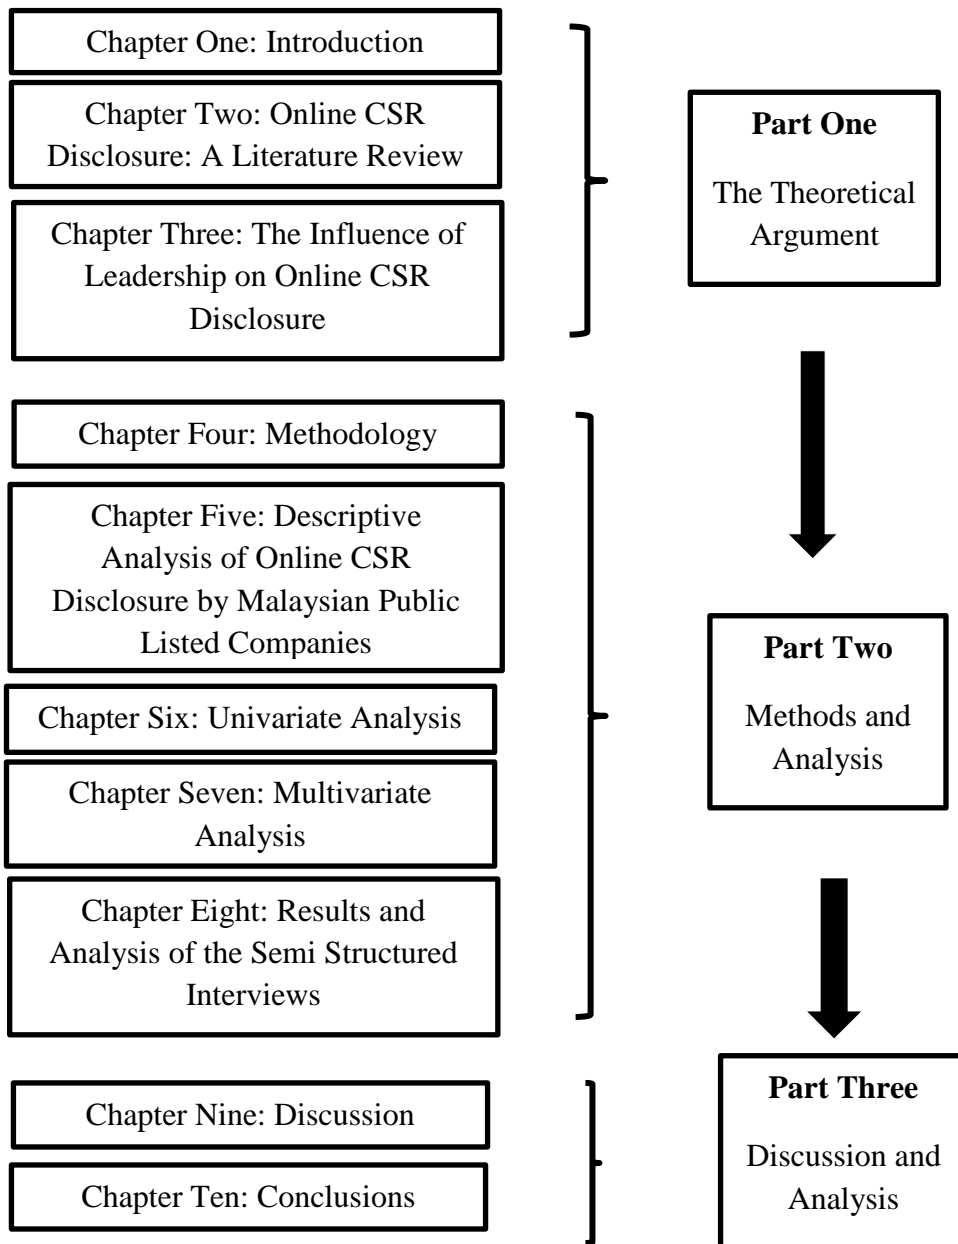 Chapter One: Introduction
Chapter Two: Online CSR
Disclosure: A Literature Review
Chapter Three: The Influence of
Leadership on Online CSR
Disclosure
Part One
The Theoretical
Argument
Chapter Four: Methodology
Chapter Five: Descriptive
Analysis of Online CSR
Disclosure by Malaysian Public
Listed Companies
Chapter Six: Univariate Analysis
Chapter Seven: Multivariate
Analysis
Chapter Eight: Results and
Analysis of the Semi Structured
Interviews
Part Two
Methods and
Analysis
Chapter Nine: Discussion
Chapter Ten: Conclusions
Part Three
Discussion and
Analysis